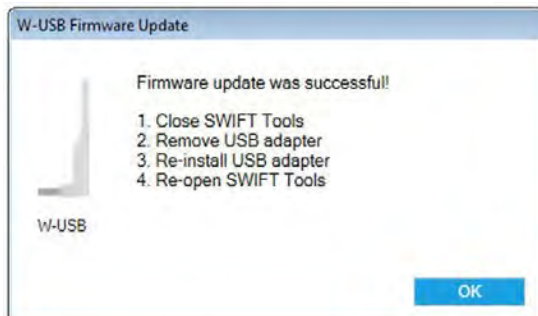 W-USB Firmware Update
Firmware update was successful!
1. Close SWIFT Tools
2. Remove USB adapter
3. Re-install USB adapter
4. Re-open SWIFT Tools
W-USB
OK